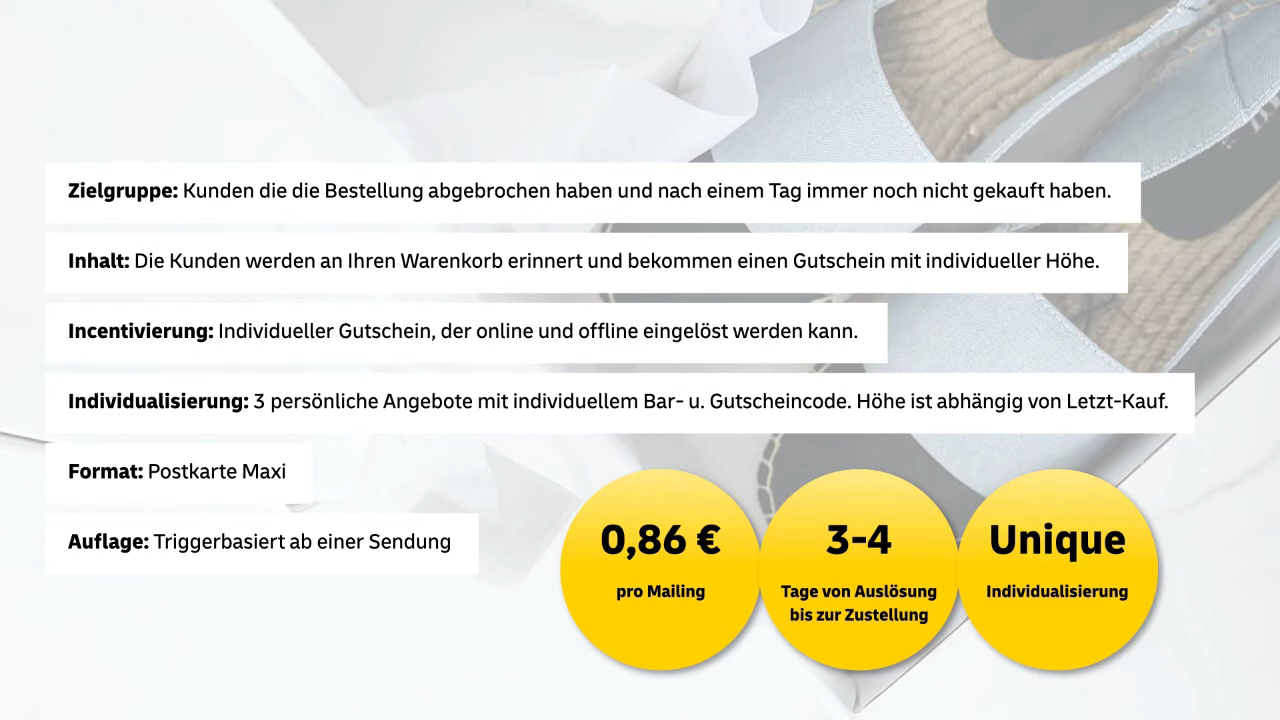 Zielgruppe: Kunden die die Bestellung abgebrochen haben und nach einem Tag immer noch nicht gekauft haben.
Inhalt: Die Kunden werden an Ihren Warenkorb erinnert und bekommen einen Gutschein mit individueller Höhe.
Incentivierung: Individueller Gutschein, der online und offline eingelöst werden kann.
Individualisierung: 3 persönliche Angebote mit individuellem Bar- u. Gutscheincode. Höhe ist abhängig von Letzt-Kauf.
Format: Postkarte Maxi
Auflage: Triggerbasiert ab einer Sendung
0,86 €
pro Mailing
3-4
Tage von Auslösung
bis zur Zustellung
Unique
Individualisierung